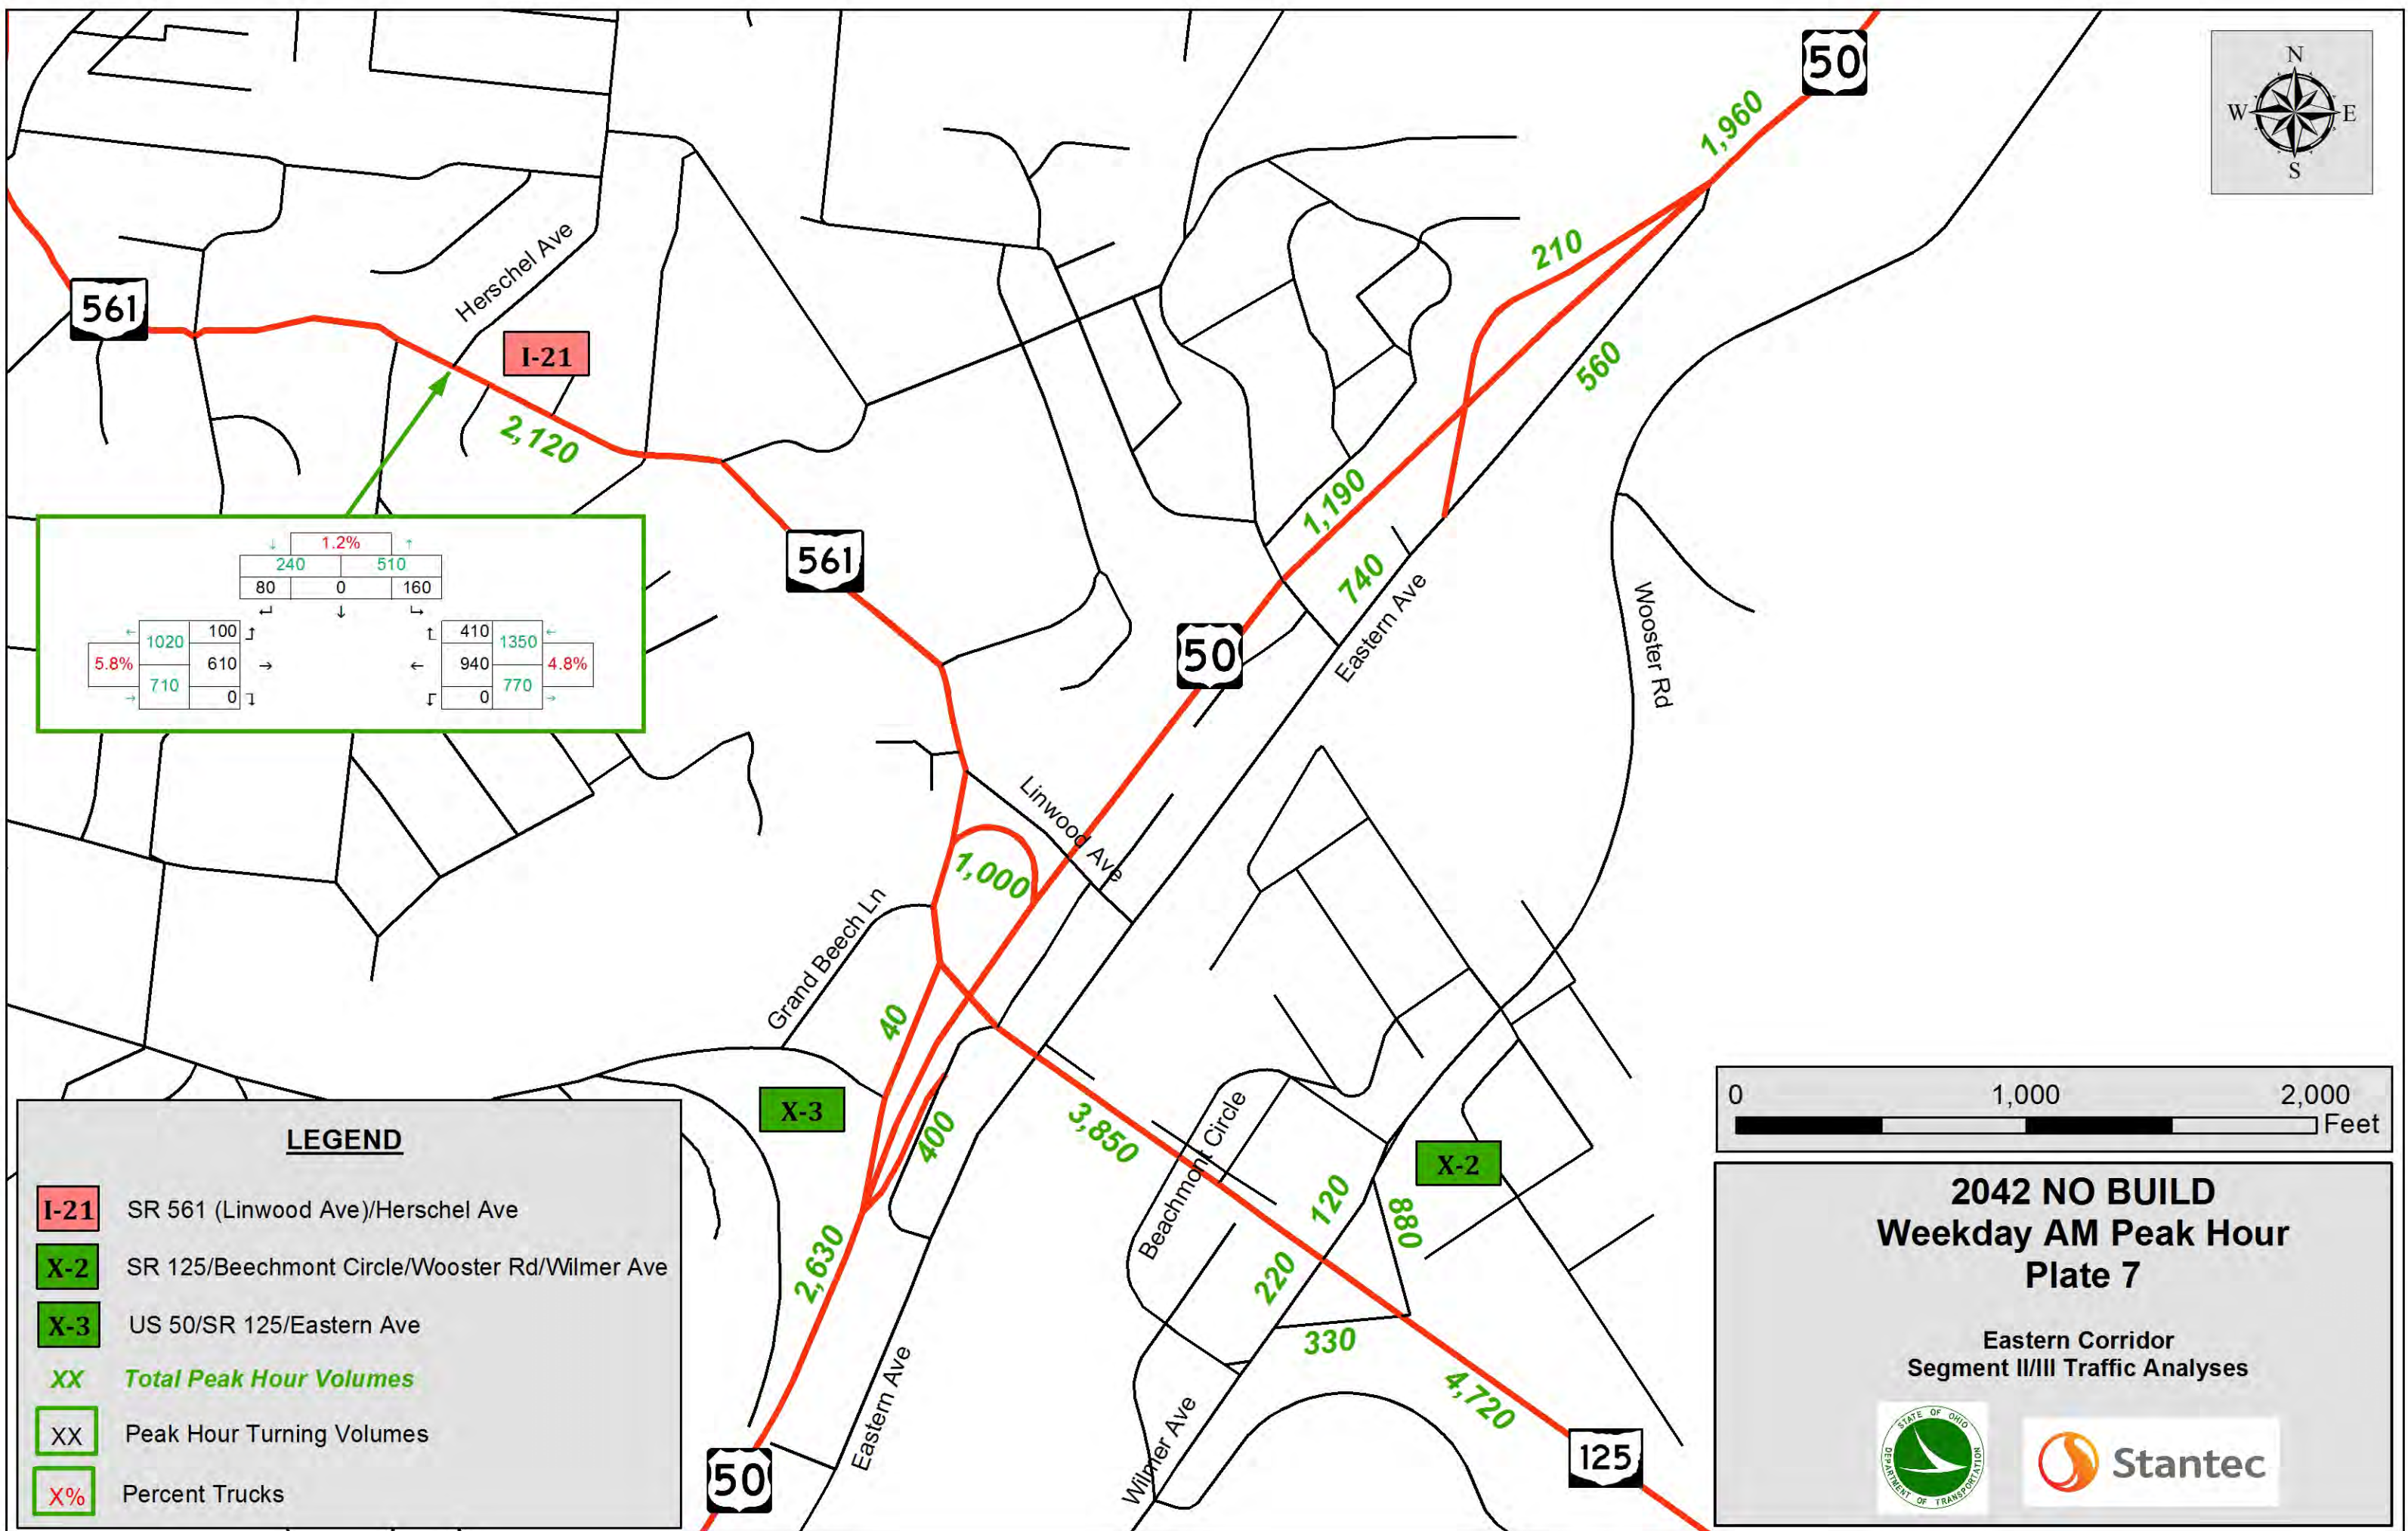 50
N
W
E
S
1,960
210
Herschel Ave
561
I-21
560
2,120
1,190
1.2%
240 510
80 0 160
561
740
Eastern Ave
Wooster Rd
1020 100
5.8% 610
710 0
410 1350
940 4.8%
0 770
50
Linwood Ave
1,000
Grand Beech Ln
40
X-3
400
3,850
Beachmont Circle
X-2
120
880
220
2,630
330
4,720
Eastern Ave
Wilmer Ave
50
125
0 1,000 2,000
Feet
LEGEND
I-21 SR 561 (Linwood Ave)/Herschel Ave
X-2 SR 125/Beechmont Circle/Wooster Rd/Wilmer Ave
X-3 US 50/SR 125/Eastern Ave
XX Total Peak Hour Volumes
XX Peak Hour Turning Volumes
X% Percent Trucks
2042 NO BUILD
Weekday AM Peak Hour
Plate 7
Eastern Corridor
Segment II/III Traffic Analyses
STATE OF OHIO
DEPARTMENT OF TRANSPORTATION
Stantec